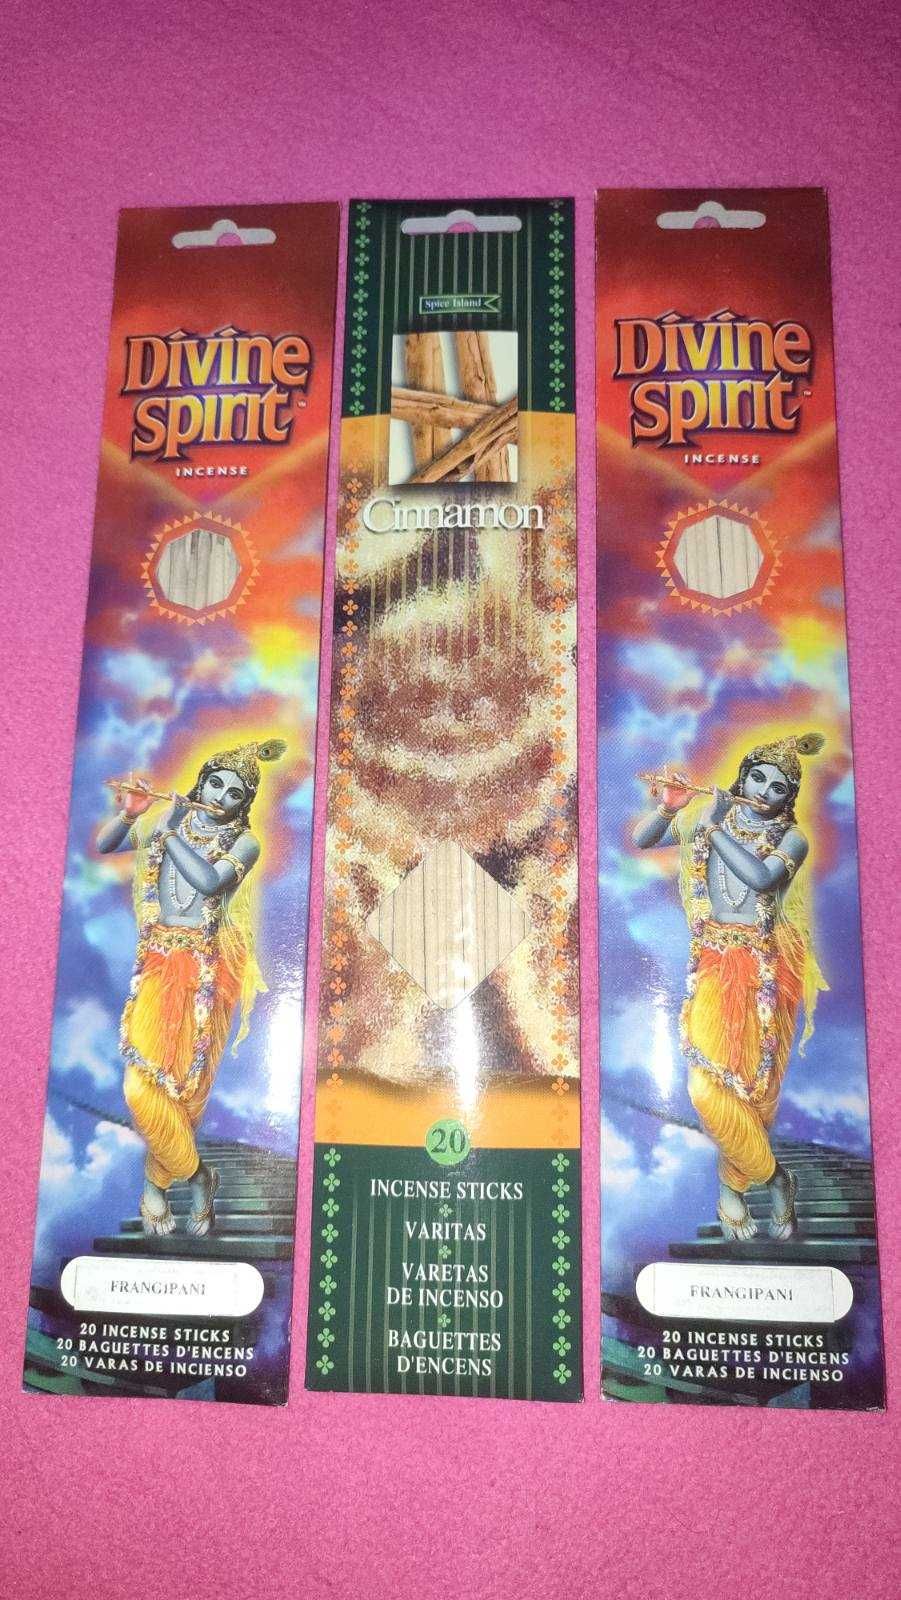 Divine
Spirit™
INCENSE
FRANGIPANI
20 INCENSE STICKS
20 BAGUETTES D'ENCENS
20 VARAS DE INCIENSO
Spice Island
Cinnamon
20
INCENSE STICKS
VARITAS
VARETAS
DE INCENSO
BAGUETTES
D'ENCENS
Divine
Spirit™
INCENSE
FRANGIPANI
20 INCENSE STICKS
20 BAGUETTES D'ENCENS
20 VARAS DE INCIENSO